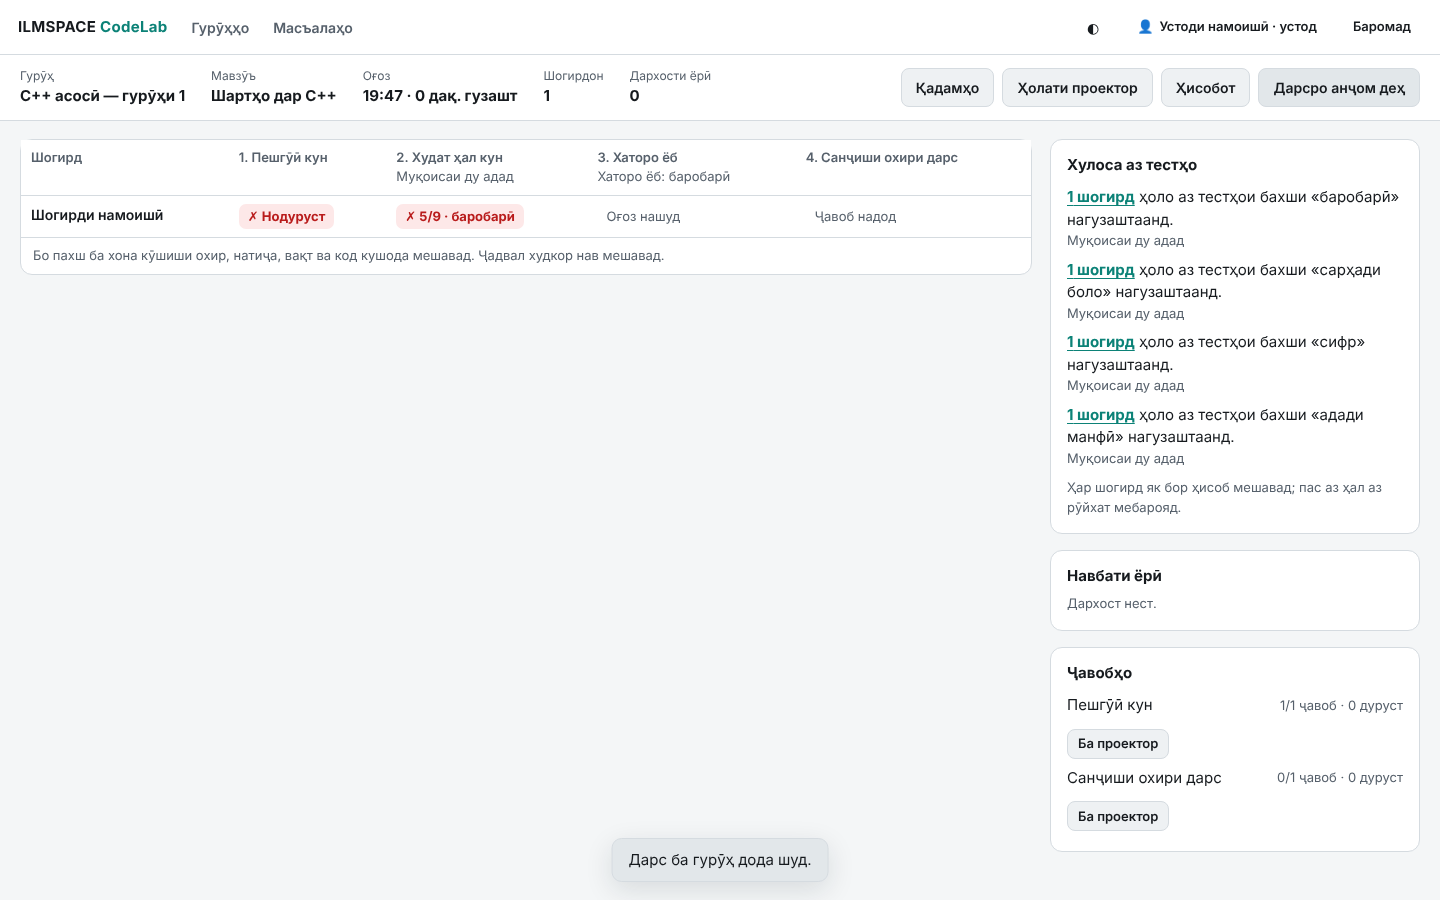 ILMSPACE CodeLab
Гурӯҳҳо
Масъалаҳо
Устоди намоишӣ · устод
Баромад
Гурӯҳ
C++ асосӣ — гурӯҳи 1
Мавзӯъ
Шартҳо дар C++
Оғоз
19:47 · 0 дақ. гузашт
Шогирдон
1
Дархости ёрӣ
0
Қадамҳо
Ҳолати проектор
Ҳисобот
Дарсро анҷом деҳ
Шогирд
1. Пешгӯӣ кун
2. Худат ҳал кун
Муқоисаи ду адад
3. Хаторо ёб
Хаторо ёб: баробарӣ
4. Санҷиши охири дарс
Шогирди намоишӣ
✗ Нодуруст
✗ 5/9 · баробарӣ
Оғоз нашуд
Ҷавоб надод
Бо пахш ба хона кӯшиши охир, натиҷа, вақт ва код кушода мешавад. Ҷадвал худкор нав мешавад.
Хулоса аз тестҳо
1 шогирд ҳоло аз тестҳои бахши «баробарӣ»
нагузаштаанд.
Муқоисаи ду адад
1 шогирд ҳоло аз тестҳои бахши «сарҳади
боло» нагузаштаанд.
Муқоисаи ду адад
1 шогирд ҳоло аз тестҳои бахши «сифр»
нагузаштаанд.
Муқоисаи ду адад
1 шогирд ҳоло аз тестҳои бахши «адади
манфӣ» нагузаштаанд.
Муқоисаи ду адад
Ҳар шогирд як бор ҳисоб мешавад; пас аз ҳал аз
рӯйхат мебарояд.
Навбати ёрӣ
Дархост нест.
Ҷавобҳо
Пешгӯӣ кун
1/1 ҷавоб · 0 дуруст
Ба проектор
Санҷиши охири дарс
0/1 ҷавоб · 0 дуруст
Ба проектор
Дарс ба гурӯҳ дода шуд.